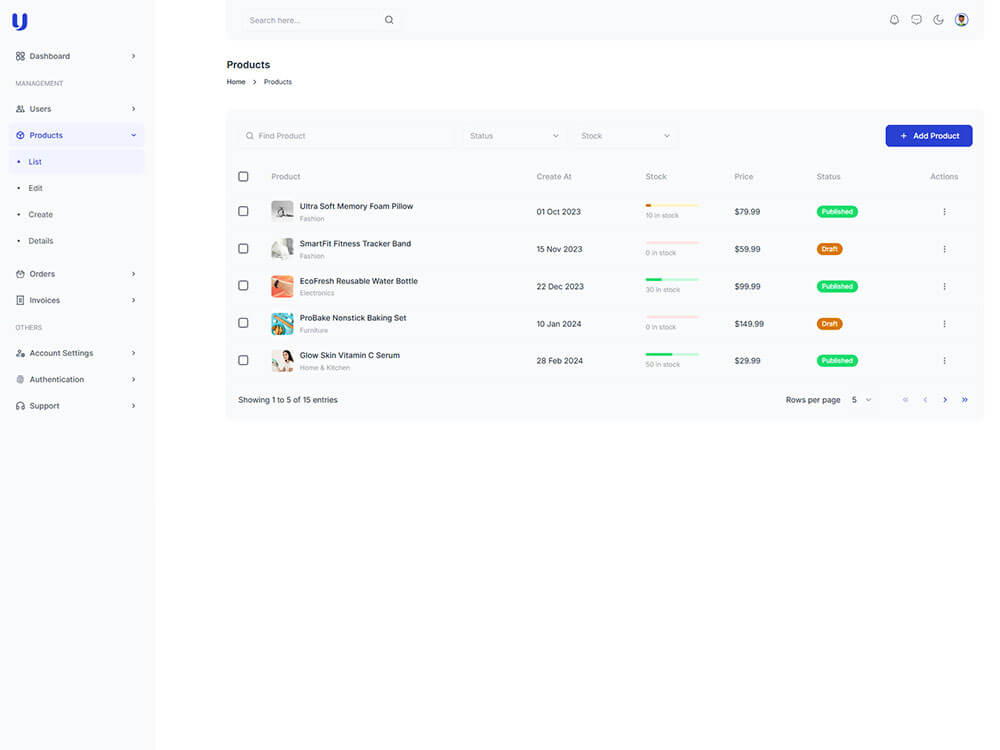 Search here...
Dashboard
MANAGEMENT
Users
Products
List
Edit
Create
Details
Orders
Invoices
OTHERS
Account Settings
Authentication
Support
Products
Home > Products
Find Product Status Stock + Add Product
Product Create At Stock Price Status Actions
Ultra Soft Memory Foam Pillow
Fashion
01 Oct 2023
10 in stock
$79.99
Published
SmartFit Fitness Tracker Band
Fashion
15 Nov 2023
0 in stock
$59.99
Draft
EcoFresh Reusable Water Bottle
Electronics
22 Dec 2023
30 in stock
$99.99
Published
ProBake Nonstick Baking Set
Furniture
10 Jan 2024
0 in stock
$149.99
Draft
Glow Skin Vitamin C Serum
Home & Kitchen
28 Feb 2024
50 in stock
$29.99
Published
Showing 1 to 5 of 15 entries Rows per page 5